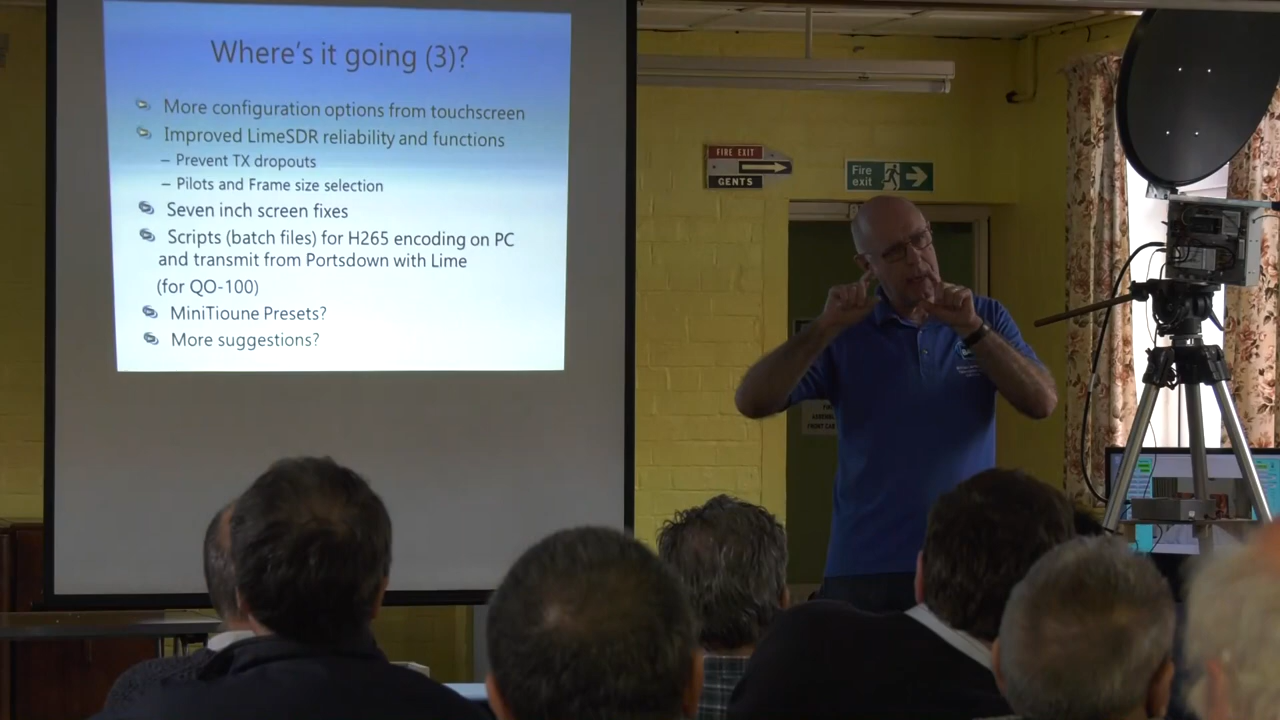 Where's it going (3)?
More configuration options from touchscreen
Improved LimeSDR reliability and functions
– Prevent TX dropouts
– Pilots and Frame size selection
Seven inch screen fixes
Scripts (batch files) for H265 encoding on PC
and transmit from Portsdown with Lime
(for QO-100)
MiniTioune Presets?
More suggestions?
FIRE EXIT
GENTS
Fire
exit